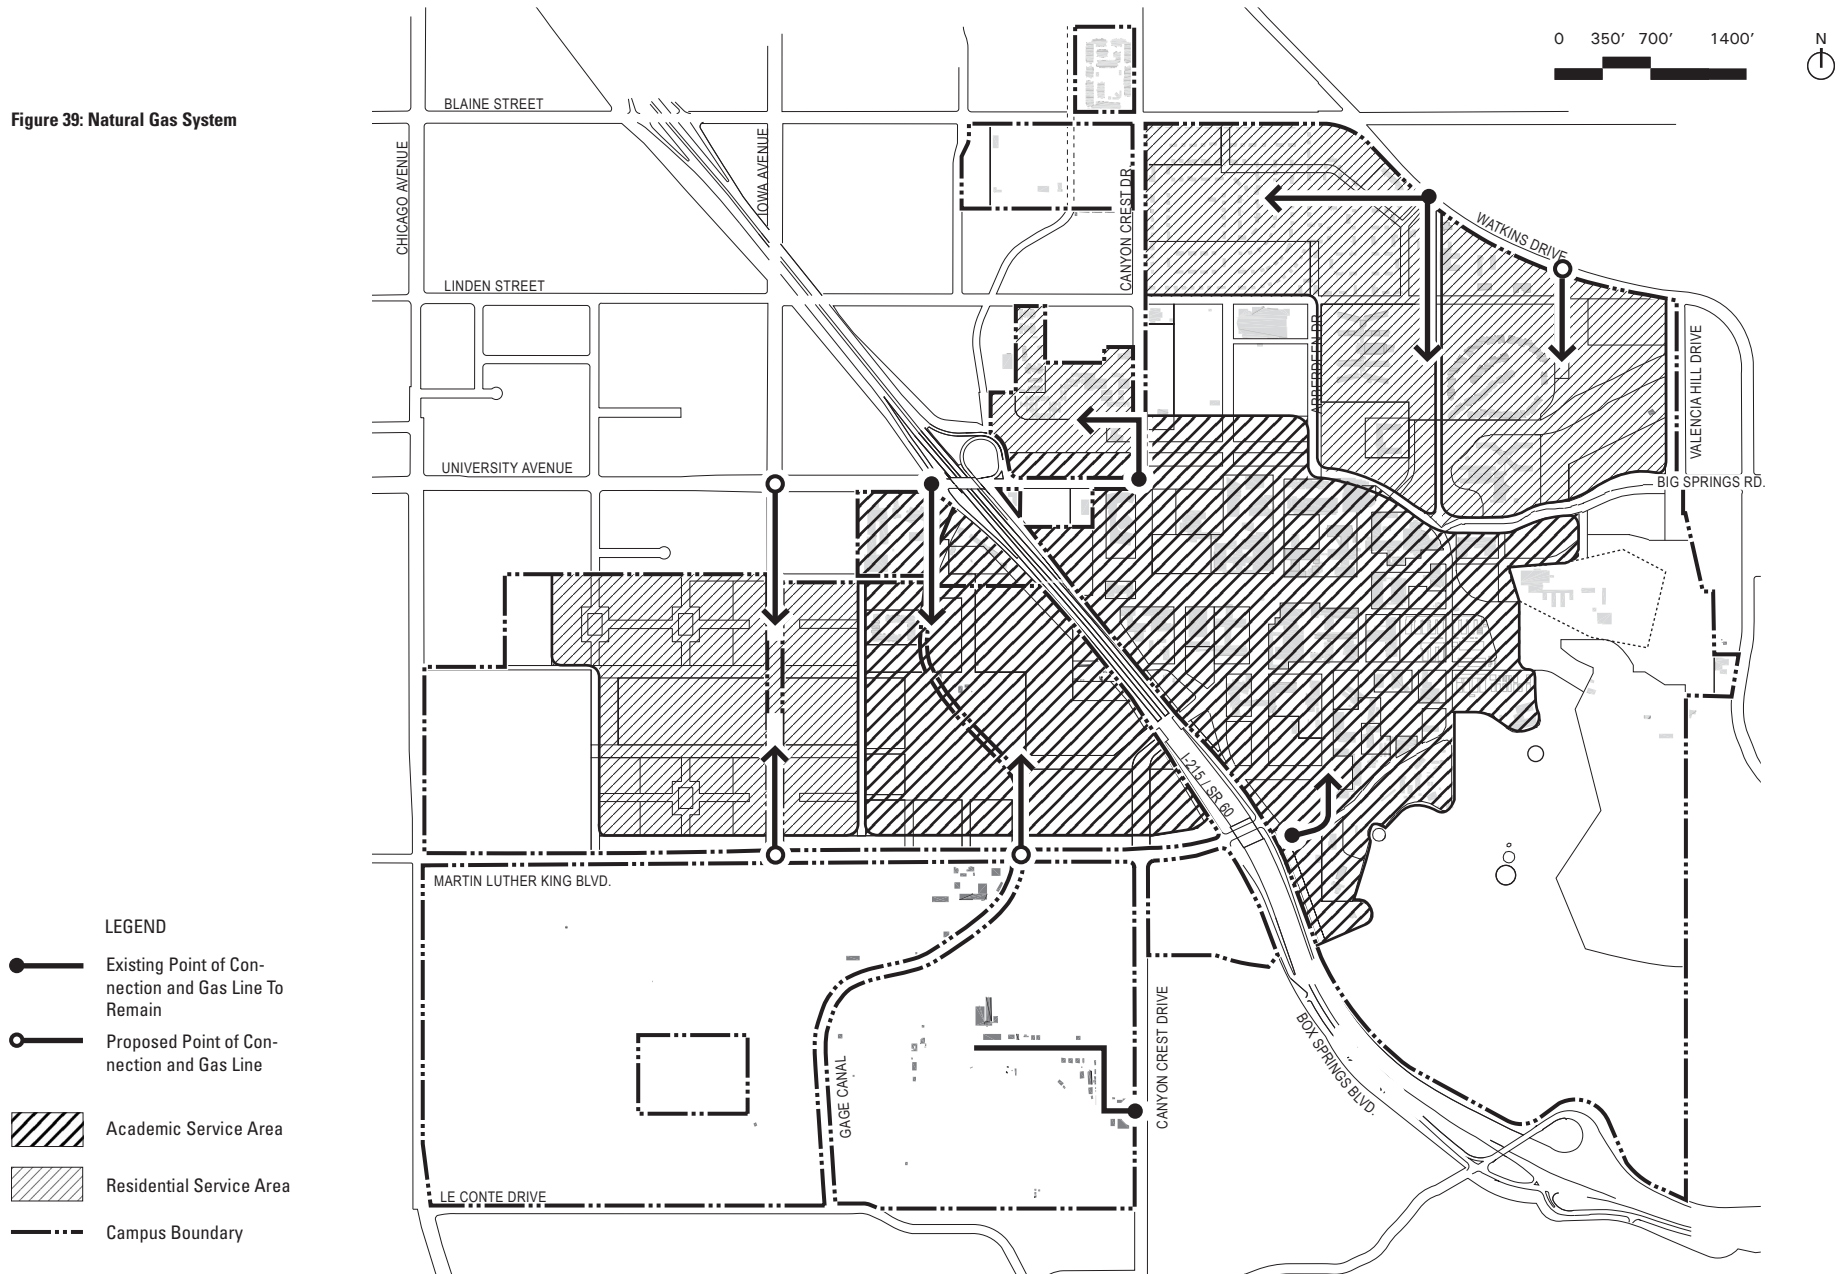 0 350’ 700’ 1400’
N
Figure 39: Natural Gas System
BLAINE STREET
CHICAGO AVENUE
IOWA AVENUE
CANYON CREST DR.
WATKINS DRIVE
LINDEN STREET
ABERDEEN DR.
VALENCIA HILL DRIVE
UNIVERSITY AVENUE
BIG SPRINGS RD.
I-215 / SR 60
MARTIN LUTHER KING BLVD.
GAGE CANAL
CANYON CREST DRIVE
BOX SPRINGS BLVD.
LE CONTE DRIVE
LEGEND
Existing Point of Con-
nection and Gas Line To
Remain
Proposed Point of Con-
nection and Gas Line
Academic Service Area
Residential Service Area
Campus Boundary